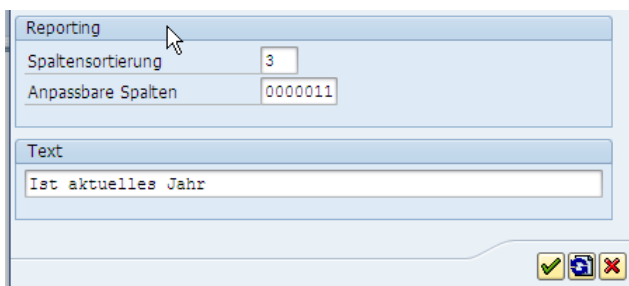 Reporting
Spaltensortierung 3
Anpassbare Spalten 0000011
Text
Ist aktuelles Jahr